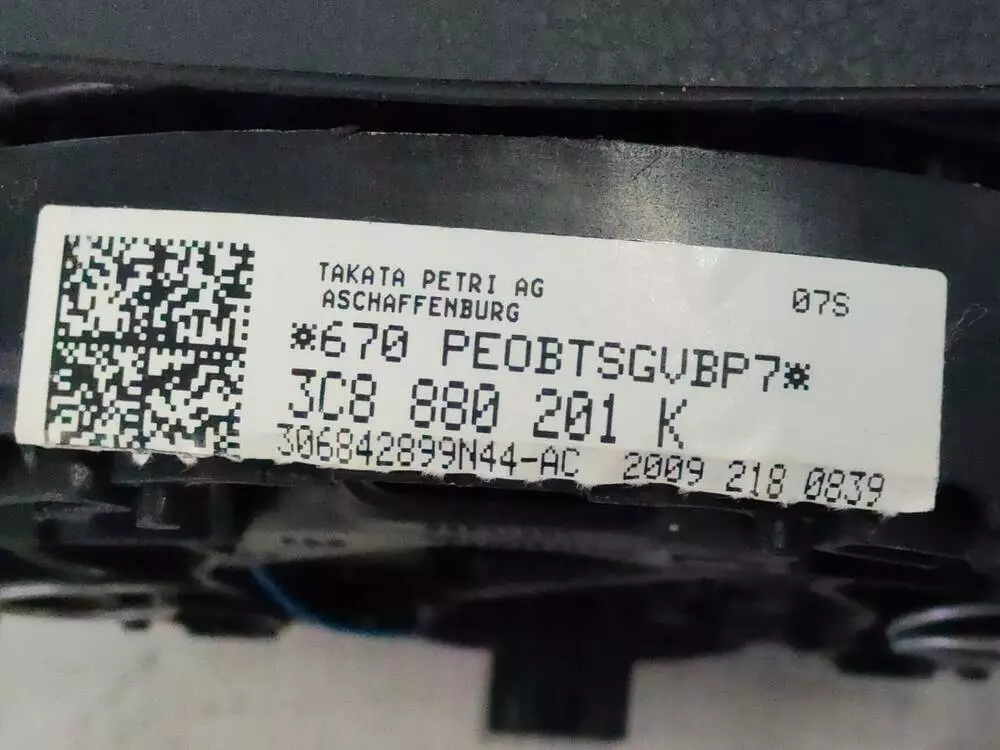 TAKATA PETRI AG
ASCHAFFENBURG
07S
*670 PEOBTSGVBP7*
3C8 880 201 K
306842899N44-AC 2009 218 0839